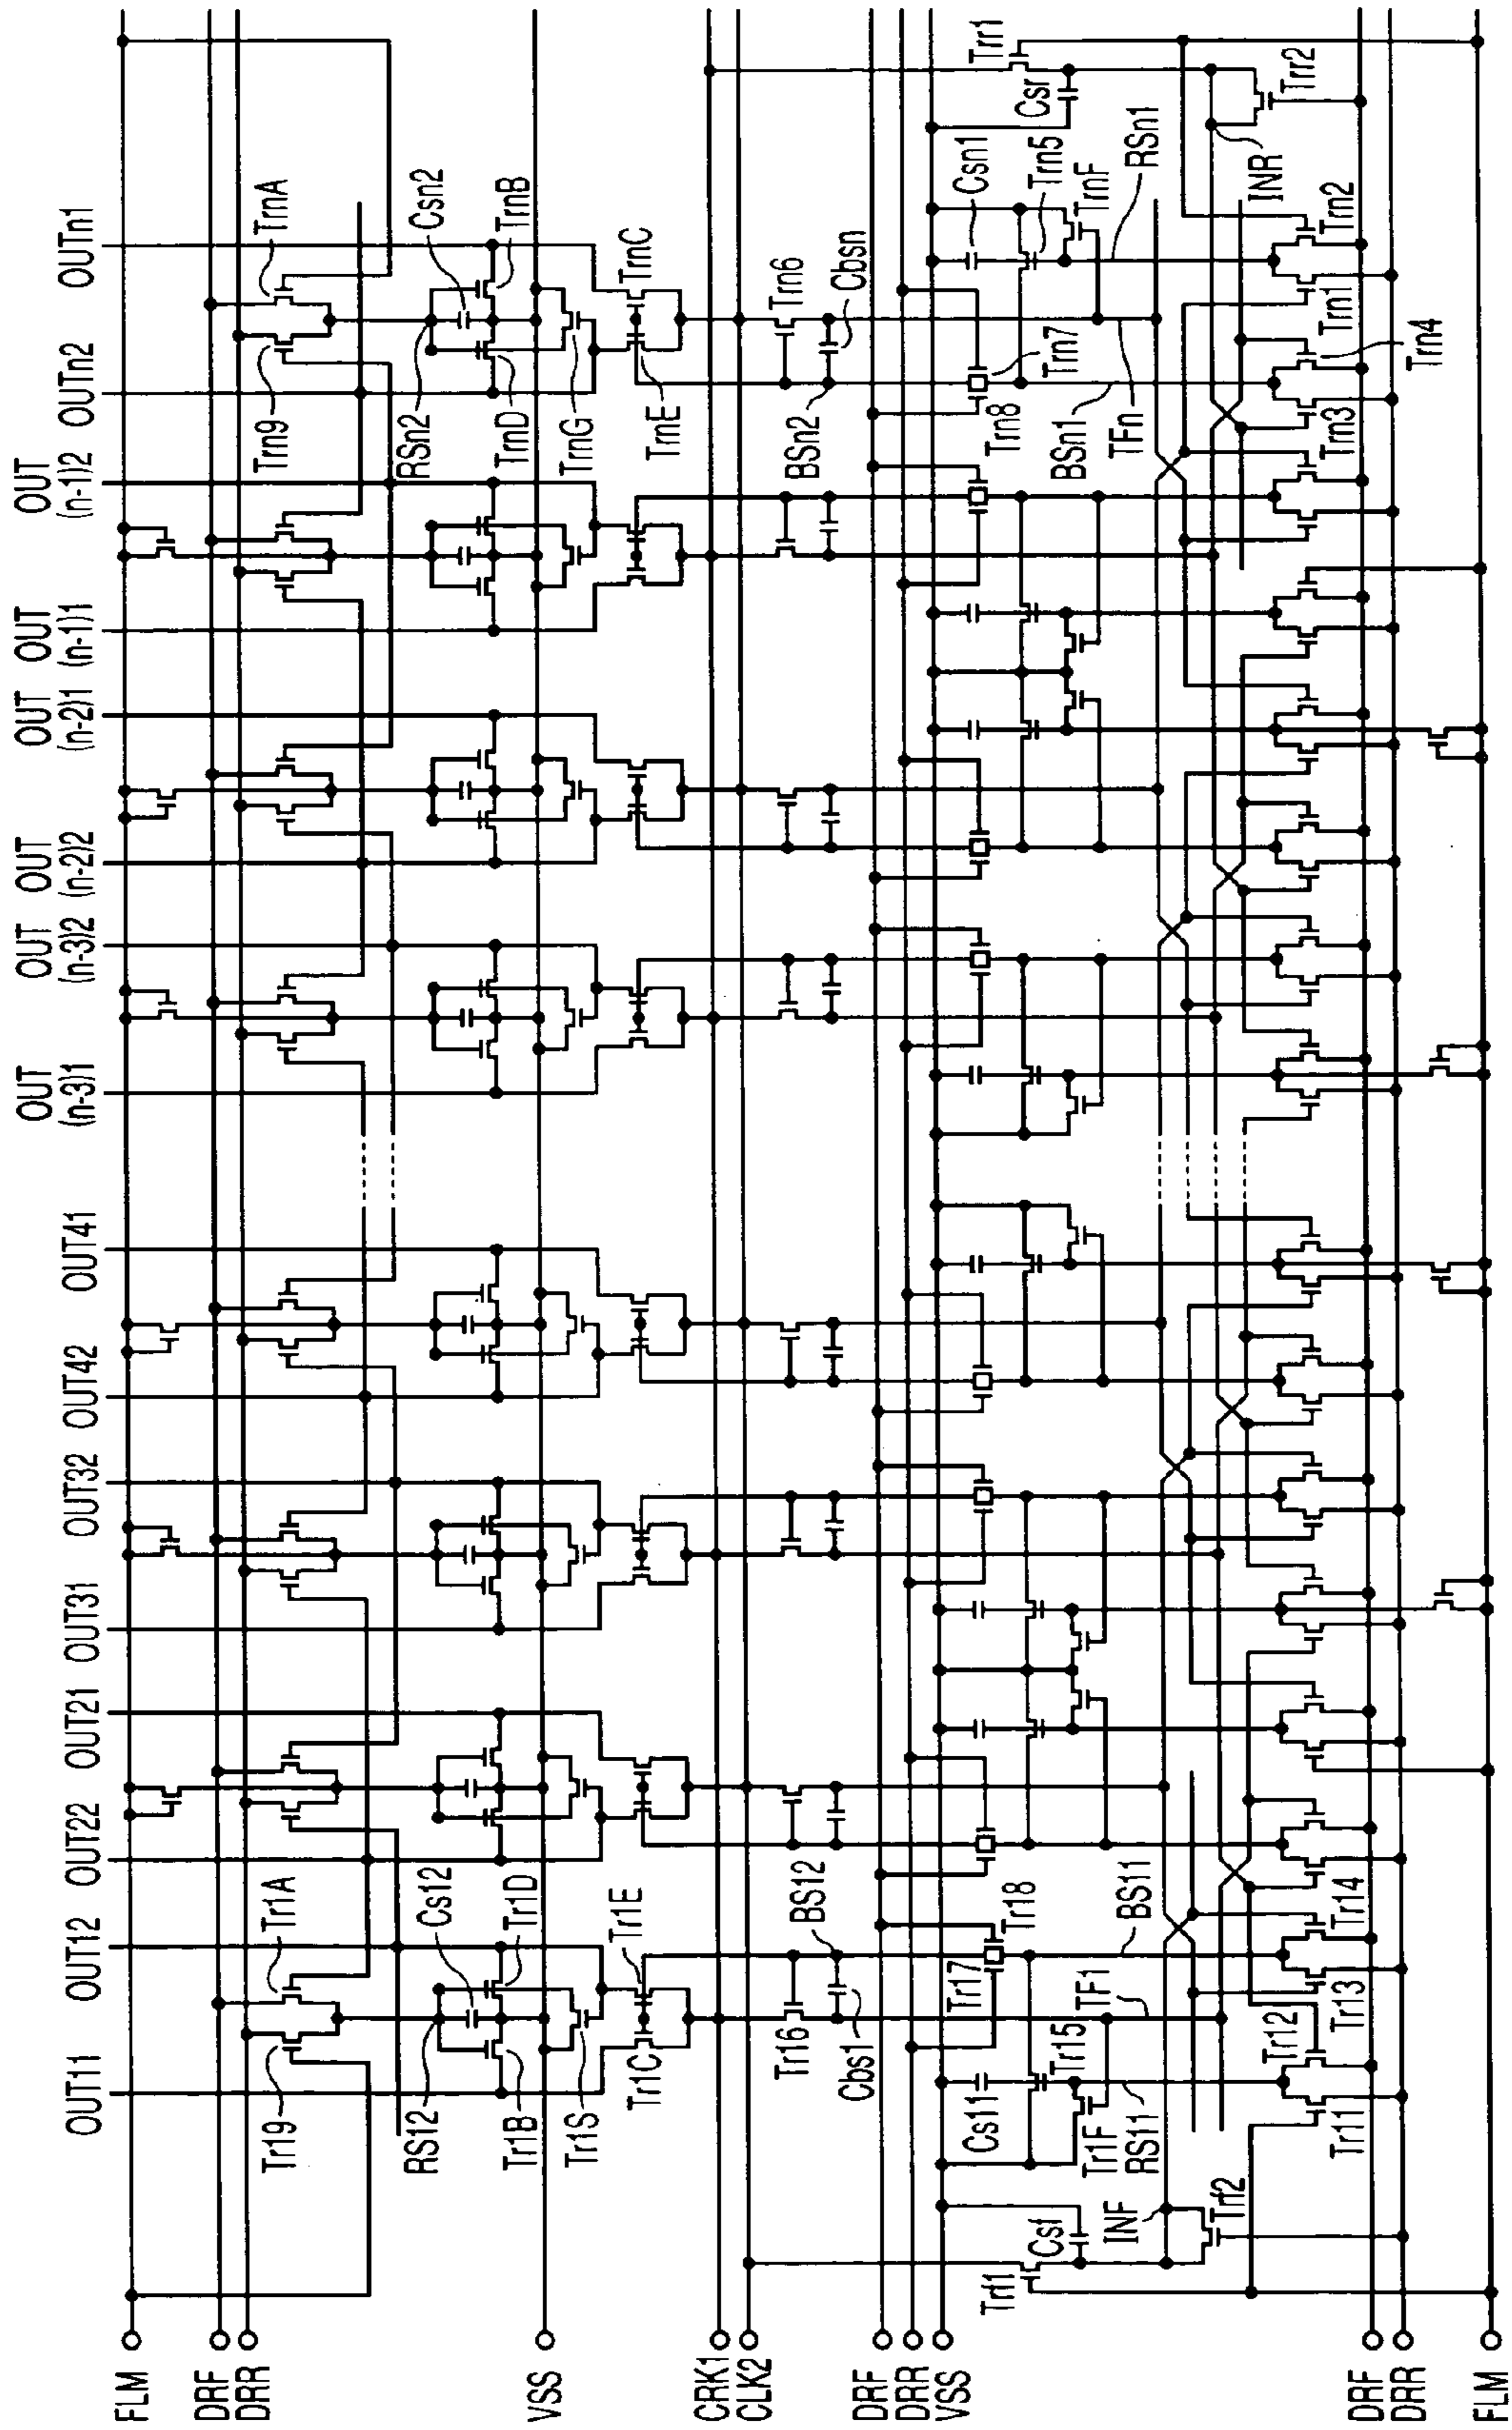 OUT11
OUT12
OUT22
OUT21
OUT31
OUT32
OUT42
OUT41
OUT
(n-3)1
OUT
(n-3)2
OUT
(n-2)2
OUT
(n-2)1
OUT
(n-1)1
OUT
(n-1)2
OUTn2
OUTn1
FLM
DRF
DRR
Tr19
Tr1A
Trn9
TrnA
RS12
Cs12
RSn2
Csn2
Tr1B
Tr1D
TrnD
TrnB
VSS
Tr1S
TrnG
Tr1C
Tr1E
TrnE
TrnC
CRK1
CLK2
Tr16
BS12
Trn6
BSn2
Cbs1
Cbsn
DRF
DRR
VSS
Tr17
Tr18
Trn8
Trn7
Trf1
Csf
Cs11
Tr15
Csn1
Trn5
Csr
Trr1
Tr1F
TrnF
INF
RS11
TF1
BS11
BSn1
TFn
RSn1
Trf2
INR
Trr2
Tr11
Tr12
Tr13
Tr14
Trn3
Trn4
Trn1
Trn2
DRF
DRR
FLM